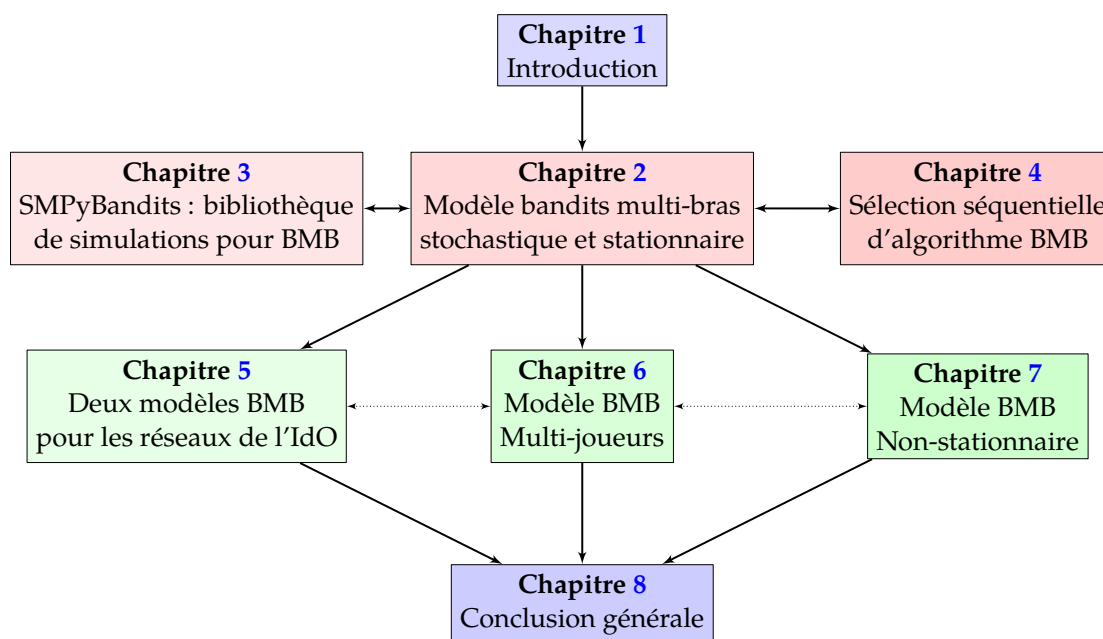 Chapitre 1
Introduction
Chapitre 3
SMPyBandits : bibliothèque
de simulations pour BMB
Chapitre 2
Modèle bandits multi-bras
stochastique et stationnaire
Chapitre 4
Sélection séquentielle
d'algorithme BMB
Chapitre 5
Deux modèles BMB
pour les réseaux de l'IdO
Chapitre 6
Modèle BMB
Multi-joueurs
Chapitre 7
Modèle BMB
Non-stationnaire
Chapitre 8
Conclusion générale